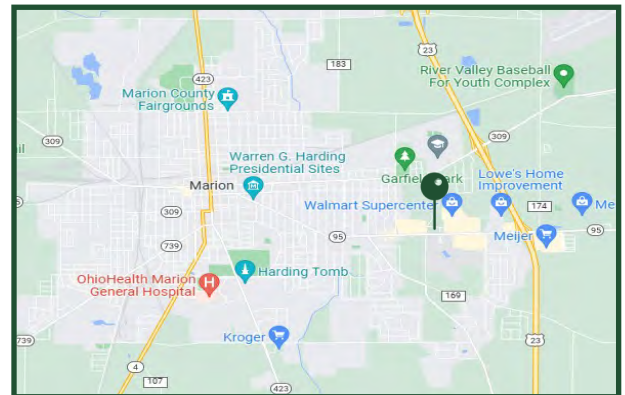 23
183
River Valley Baseball
For Youth Complex
423
Marion County
Fairgrounds
309
309
Warren G. Harding
Presidential Sites
Marion
Lowe's Home
Improvement
Walmart Supercenter
174
Me
309
95
95
Meijer
739
OhioHealth Marion
General Hospital
H
Harding Tomb
169
Kroger
739
23
4
107
423